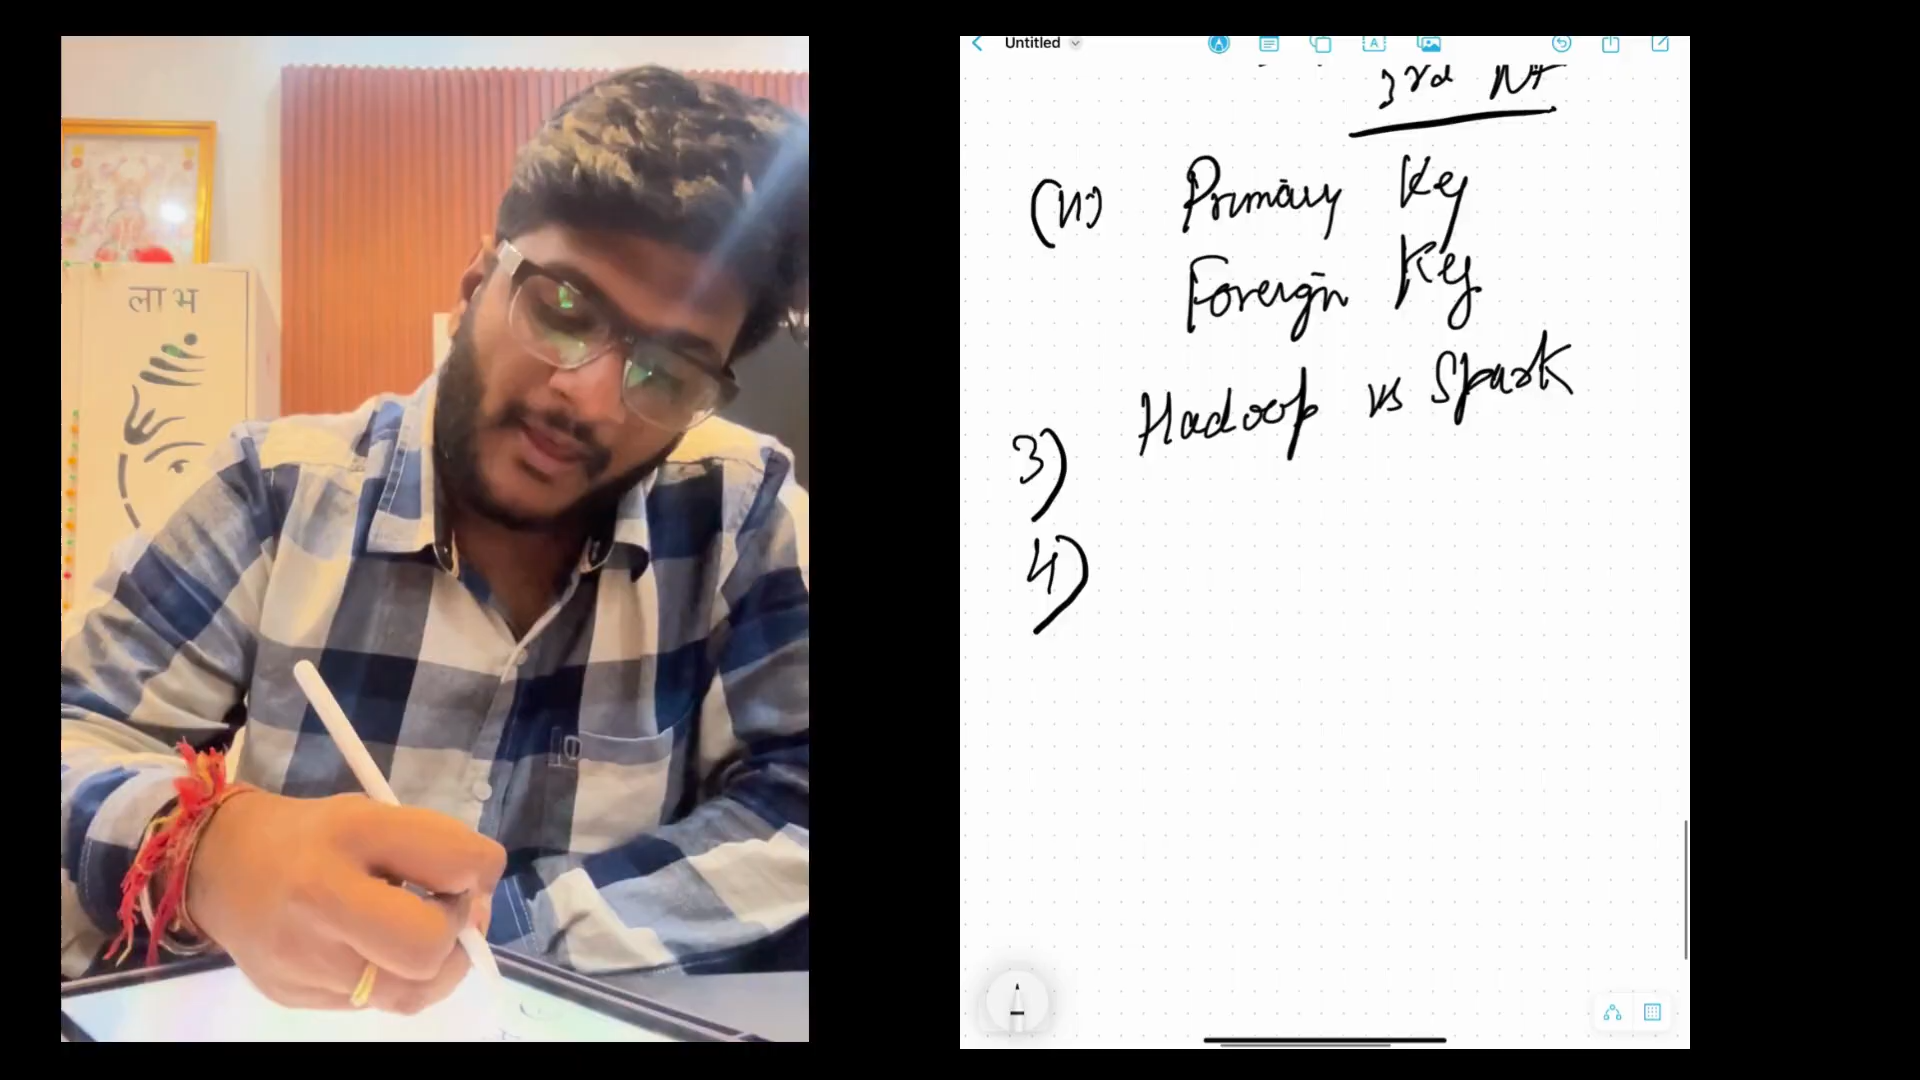 लाभ
Untitled
3rd NF
(ii) Primary Key
Foreign Key
3) Hadoop vs Spark
4)